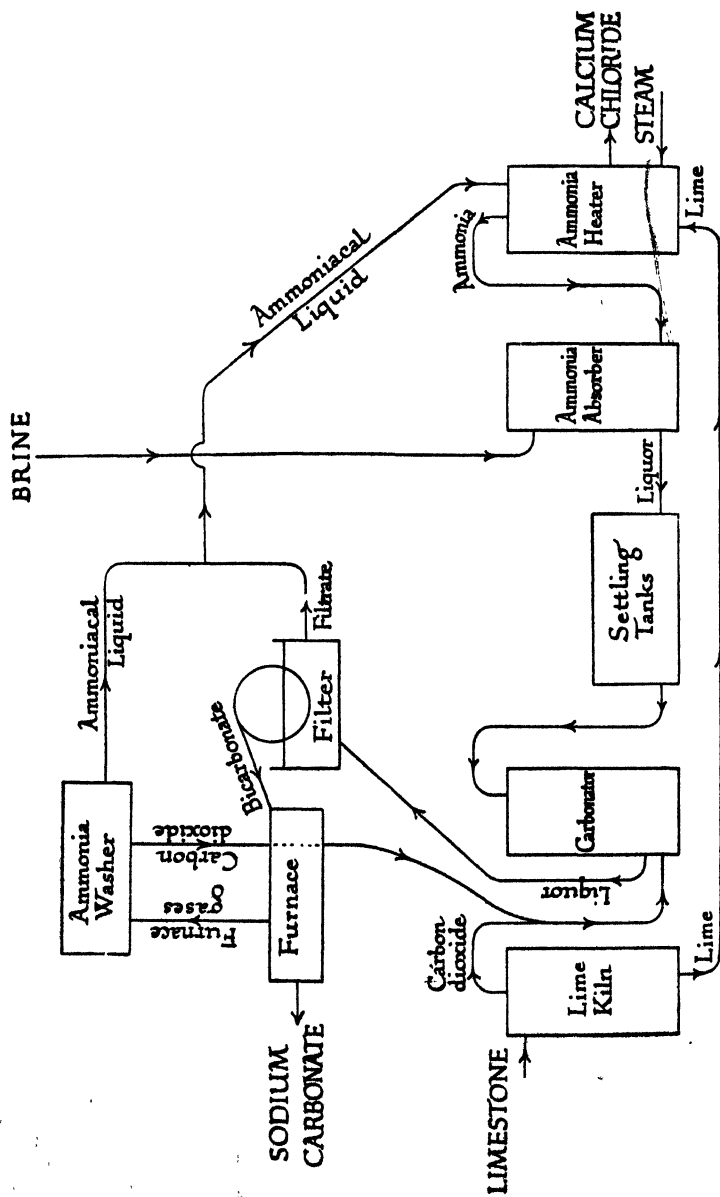 BRINE
CALCIUM
CHLORIDE
STEAM
Ammoniacal
Liquid
Ammonia
Ammonia
Heater
Lime
Ammonia
Absorber
Liquor
Settling
Tanks
Ammoniacal
Liquid
Filtrate
Filter
Bicarbonate
Ammonia
Washer
Carbon
dioxide
Furnace
gases
Furnace
Carbonator
Liquor
Carbon
dioxide
Lime
Kiln
Lime
SODIUM
CARBONATE
LIMESTONE